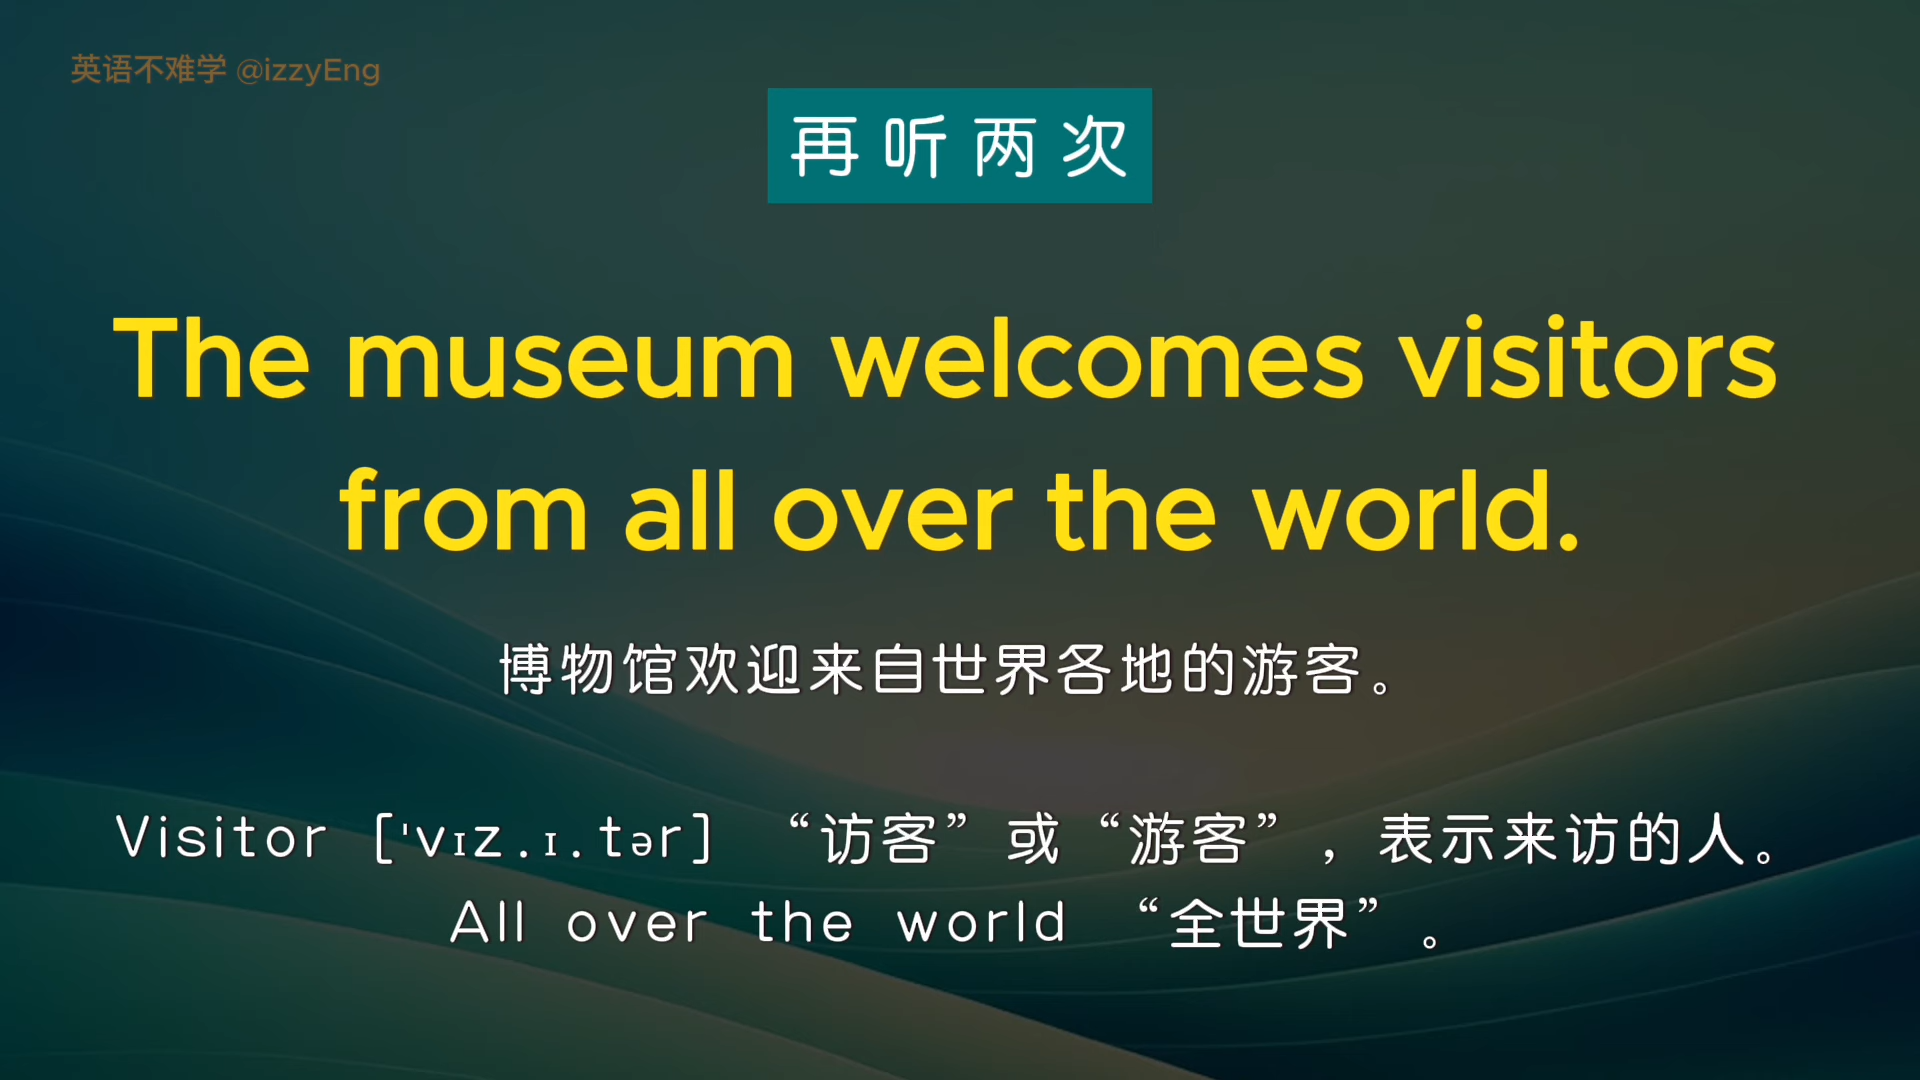 英语不难学 @izzyEng
再听两次
The museum welcomes visitors
from all over the world.
博物馆欢迎来自世界各地的游客。
Visitor [ˈvɪz.ɪ.tər] “访客”或“游客”，表示来访的人。
All over the world “全世界”。